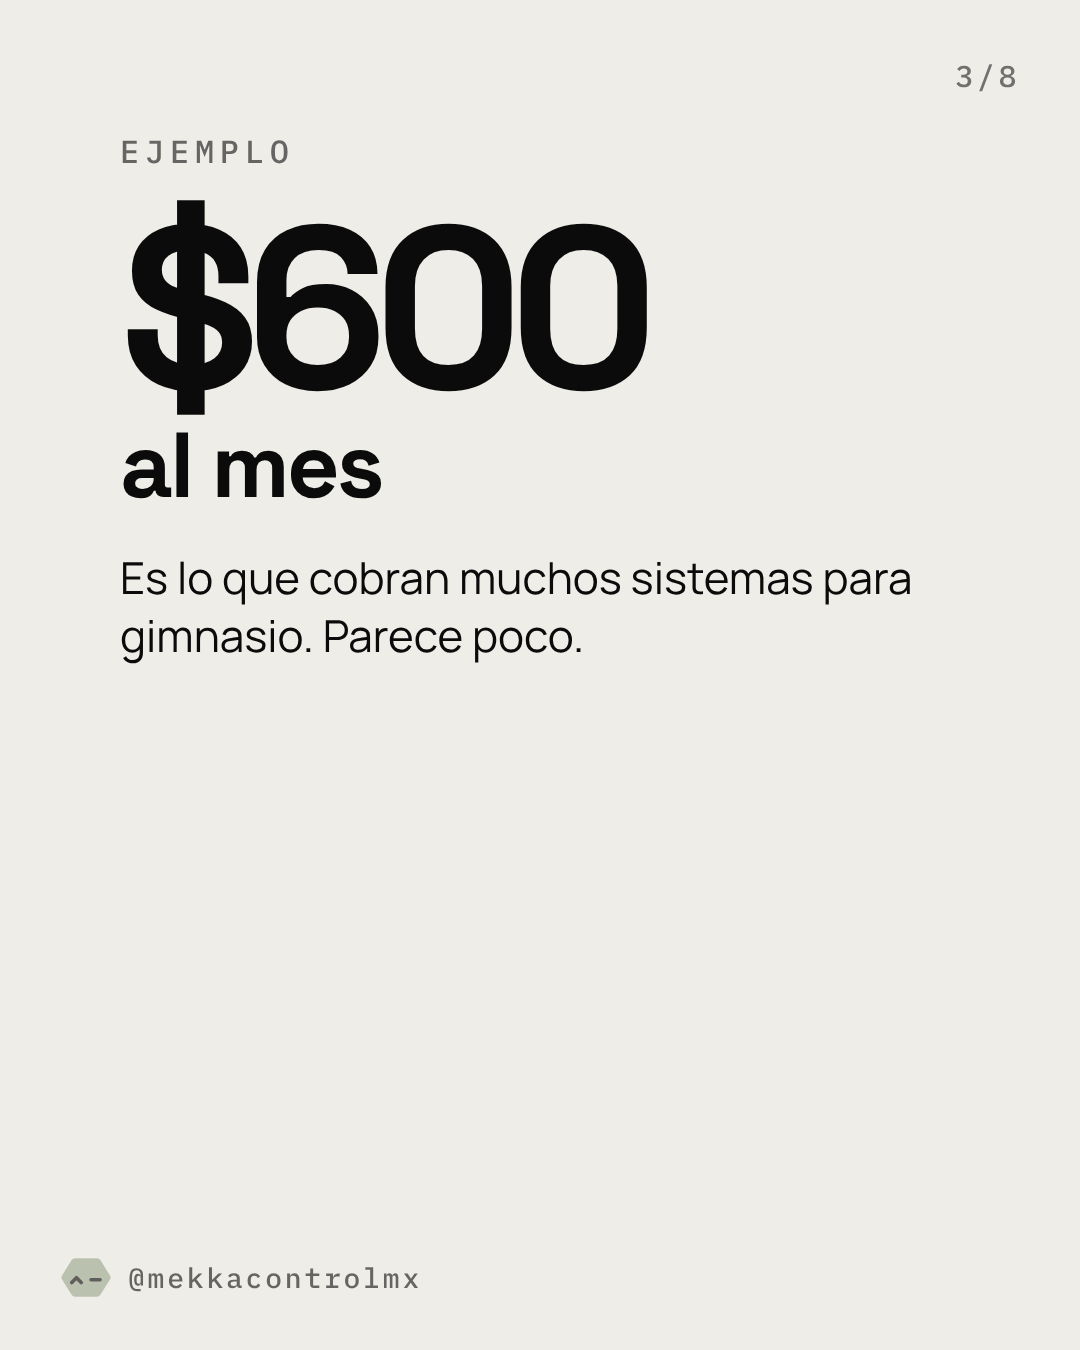 3/8
EJEMPLO
$600
al mes
Es lo que cobran muchos sistemas para
gimnasio. Parece poco.
@mekkacontrolmx